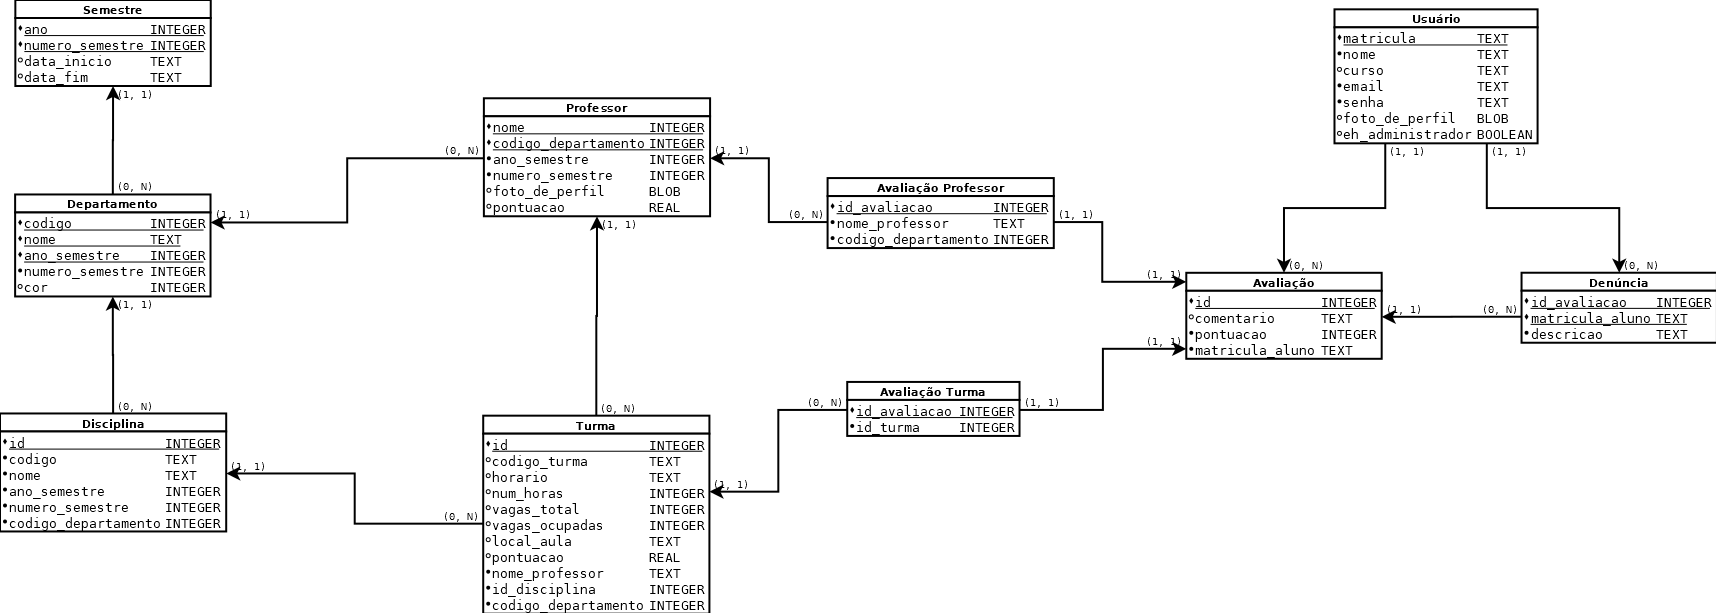 Semestre
ano INTEGER
numero_semestre INTEGER
data_inicio TEXT
data_fim TEXT
(1, 1)
(0, N)
Departamento
codigo INTEGER
nome TEXT
ano_semestre INTEGER
numero_semestre INTEGER
cor INTEGER
(1, 1)
(1, 1)
(0, N)
Disciplina
id INTEGER
codigo TEXT
nome TEXT
ano_semestre INTEGER
numero_semestre INTEGER
codigo_departamento INTEGER
(1, 1)
(0, N)
Professor
nome INTEGER
codigo_departamento INTEGER
ano_semestre INTEGER
numero_semestre INTEGER
foto_de_perfil BLOB
pontuacao REAL
(1, 1)
(1, 1)
(0, N)
(0, N)
Turma
id INTEGER
codigo_turma TEXT
horario TEXT
num_horas INTEGER
vagas_total INTEGER
vagas_ocupadas INTEGER
local_aula TEXT
pontuacao REAL
nome_professor TEXT
id_disciplina INTEGER
codigo_departamento INTEGER
(1, 1)
(0, N)
Avaliação Professor
id_avaliacao INTEGER
nome_professor TEXT
codigo_departamento INTEGER
(1, 1)
(0, N)
Avaliação Turma
id_avaliacao INTEGER
id_turma INTEGER
(1, 1)
Usuário
matricula TEXT
nome TEXT
curso TEXT
email TEXT
senha TEXT
foto_de_perfil BLOB
eh_administrador BOOLEAN
(1, 1)
(1, 1)
(0, N)
(0, N)
(1, 1)
(1, 1)
Avaliação
id INTEGER
comentario TEXT
pontuacao INTEGER
matricula_aluno TEXT
(1, 1)
(0, N)
Denúncia
id_avaliacao INTEGER
matricula_aluno TEXT
descricao TEXT